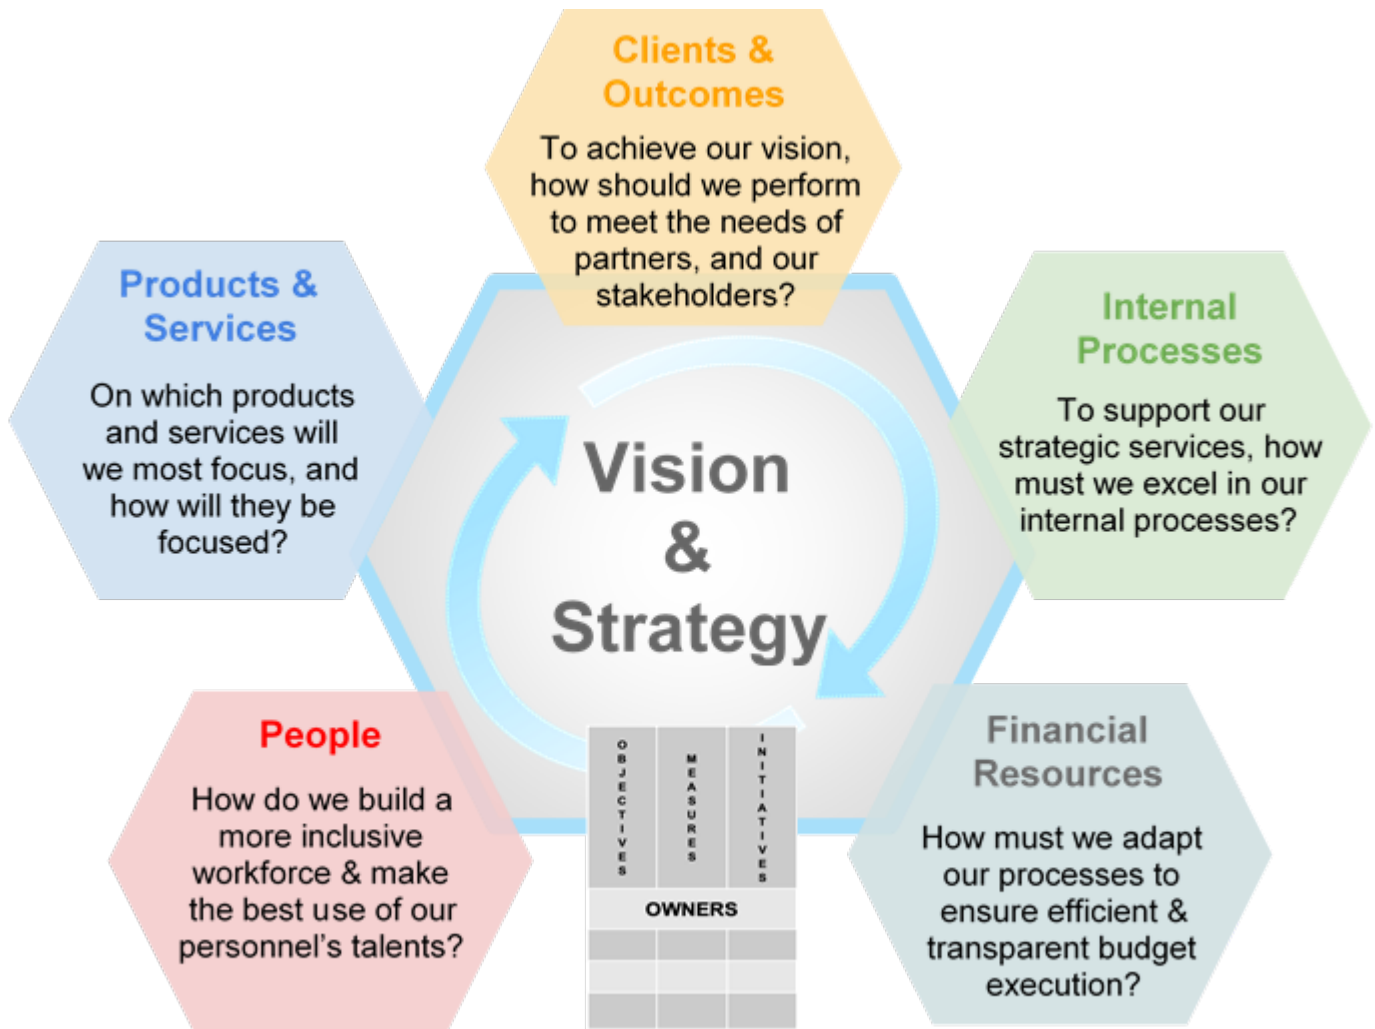 Clients &
Outcomes
To achieve our vision,
how should we perform
to meet the needs of
partners, and our
stakeholders?
Products &
Services
On which products
and services will
we most focus, and
how will they be
focused?
Internal
Processes
To support our
strategic services, how
must we excel in our
internal processes?
Vision
&
Strategy
People
How do we build a
more inclusive
workforce & make
the best use of our
personnel's talents?
OBJECTIVES
MEASURES
INITIATIVES
OWNERS
Financial
Resources
How must we adapt
our processes to
ensure efficient &
transparent budget
execution?